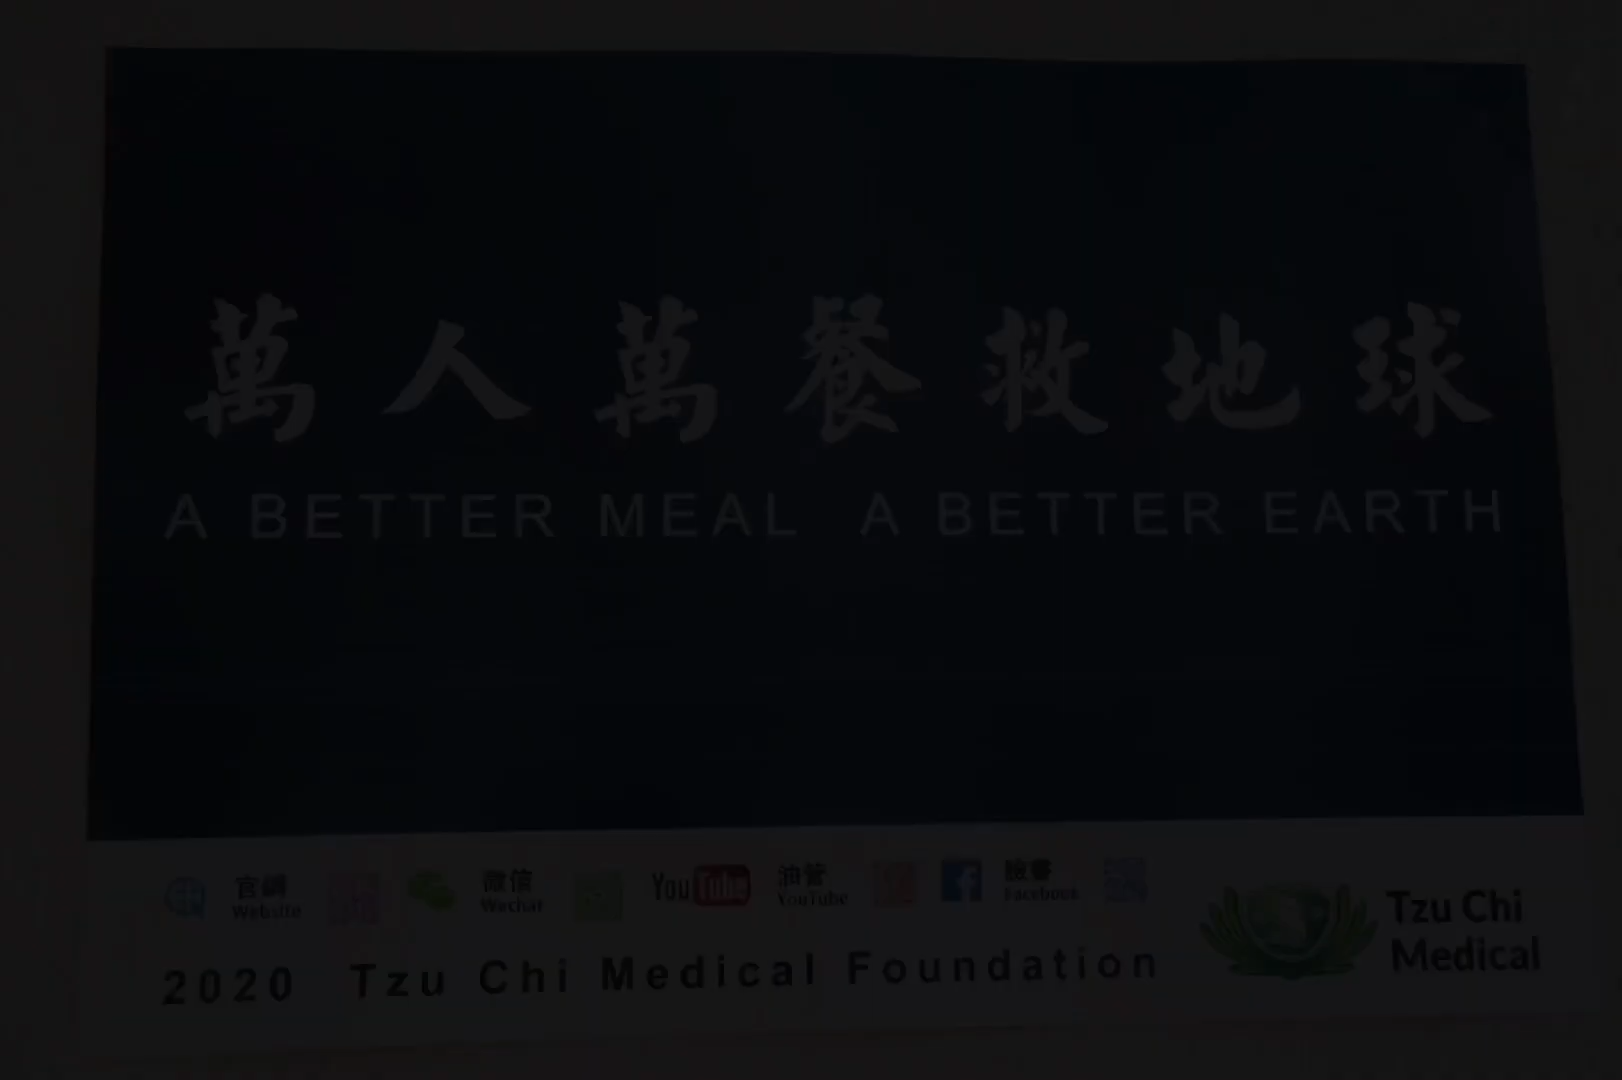 萬人萬餐救地球
A BETTER MEAL A BETTER EARTH
官網
Website
微信
Wechat
YouTube
油管
YouTube
臉書
Facebook
2020 Tzu Chi Medical Foundation
Tzu Chi
Medical